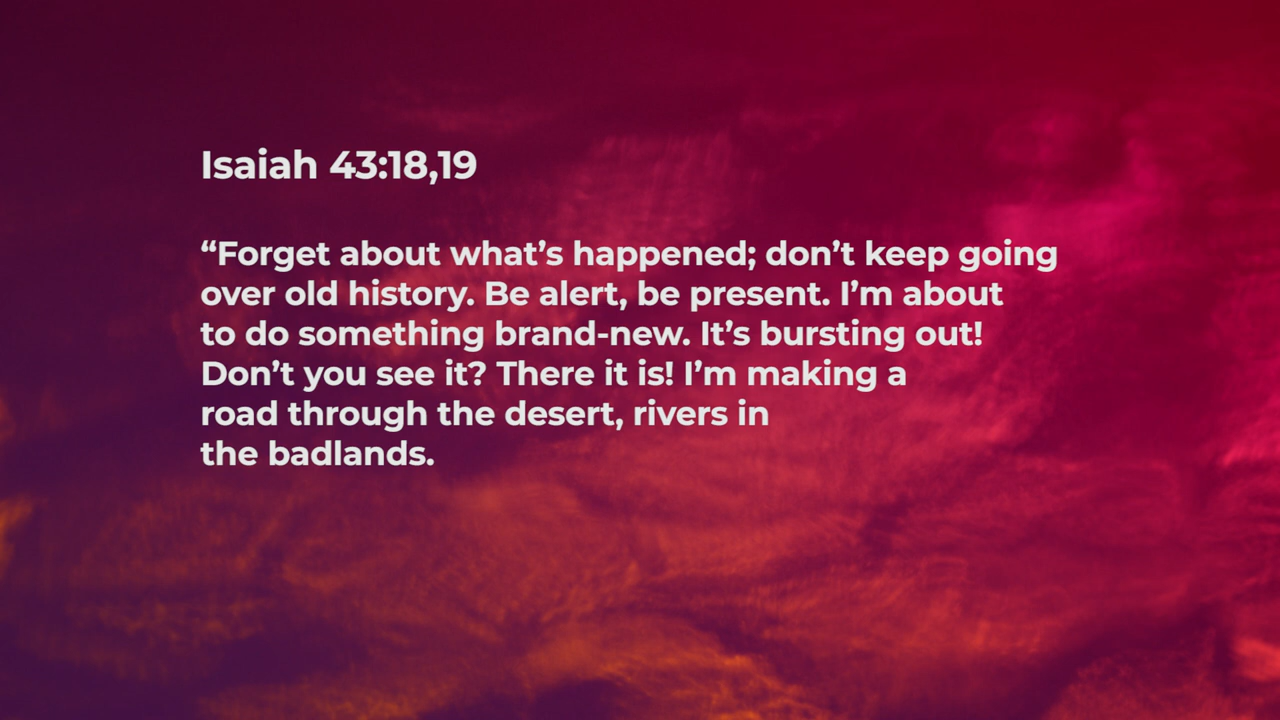 Isaiah 43:18,19
“Forget about what’s happened; don’t keep going
over old history. Be alert, be present. I’m about
to do something brand-new. It’s bursting out!
Don’t you see it? There it is! I’m making a
road through the desert, rivers in
the badlands.